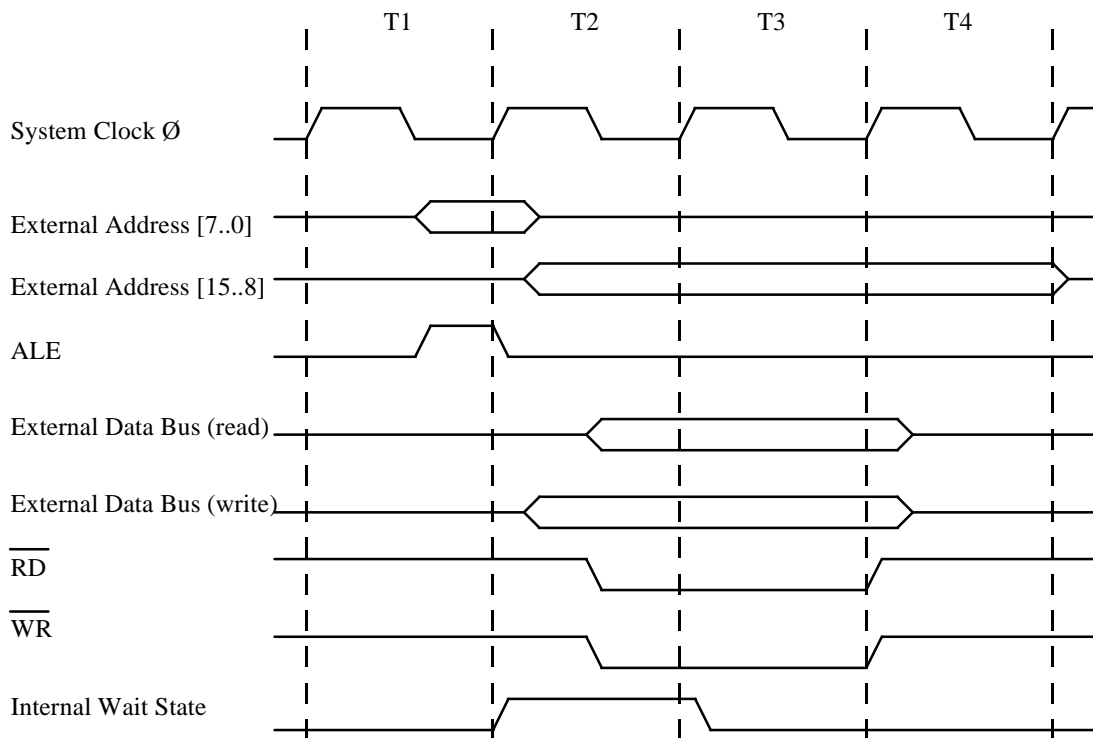 T1 T2 T3 T4
System Clock Ø
External Address [7..0]
External Address [15..8]
ALE
External Data Bus (read)
External Data Bus (write)
RD
WR
Internal Wait State